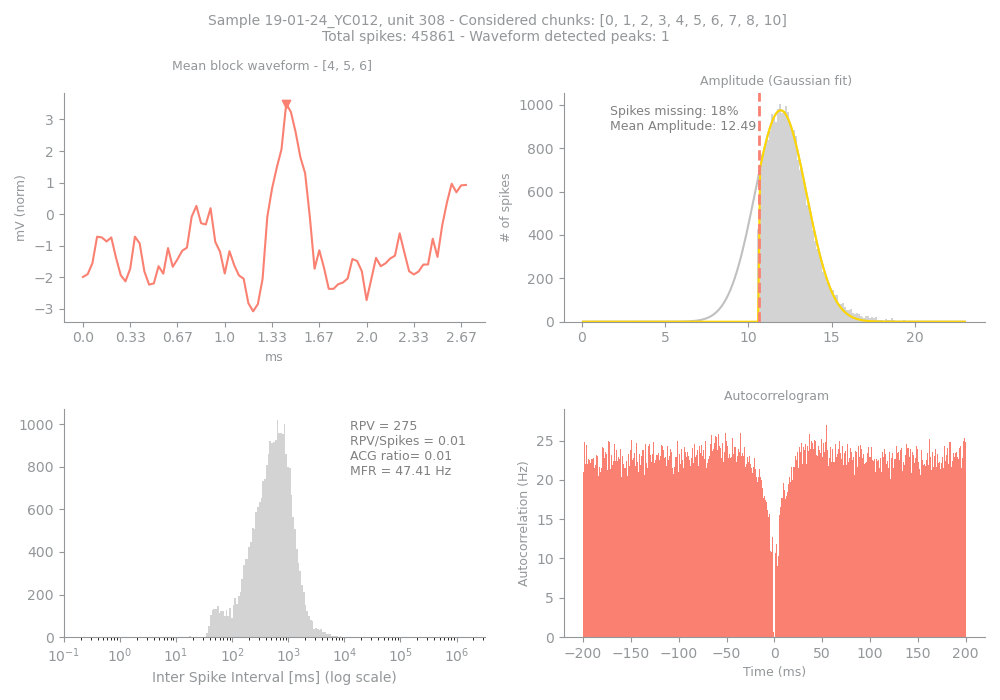 Sample 19-01-24_YC012, unit 308 - Considered chunks: [0, 1, 2, 3, 4, 5, 6, 7, 8, 10]
Total spikes: 45861 - Waveform detected peaks: 1
Mean block waveform - [4, 5, 6]
mV (norm)
3
2
1
0
−1
−2
−3
0.0 0.33 0.67 1.0 1.33 1.67 2.0 2.33 2.67
ms
Amplitude (Gaussian fit)
Spikes missing: 18%
Mean Amplitude: 12.49
# of spikes
1000
800
600
400
200
0
0 5 10 15 20
RPV = 275
RPV/Spikes = 0.01
ACG ratio= 0.01
MFR = 47.41 Hz
1000
800
600
400
200
0
10⁻¹ 10⁰ 10¹ 10² 10³ 10⁴ 10⁵ 10⁶
Inter Spike Interval [ms] (log scale)
Autocorrelogram
Autocorrelation (Hz)
25
20
15
10
5
0
−200 −150 −100 −50 0 50 100 150 200
Time (ms)